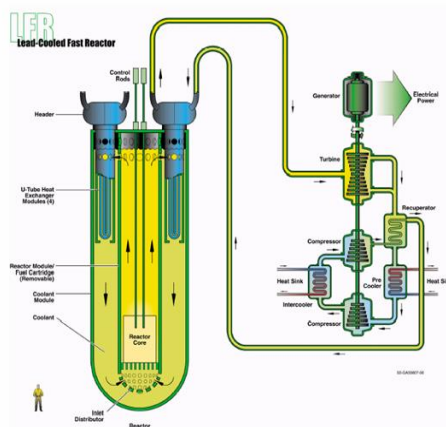 LFR
Lead-Cooled Fast Reactor
Control
Rods
Header
U-Tube Heat
Exchanger
Modules (4)
Reactor Module/
Fuel Cartridge
(Removable)
Coolant
Module
Coolant
Reactor
Core
Inlet
Distributor
Reactor
Generator
Electrical
Power
Turbine
Recuperator
Compressor
Heat Sink
Intercooler
Compressor
Pre
Cooler
Heat Si